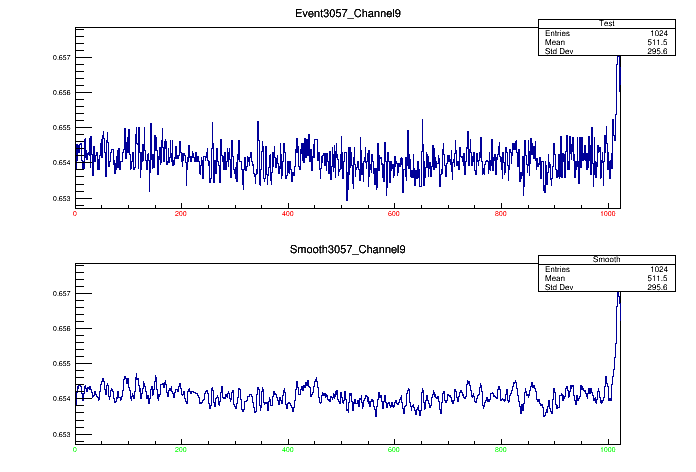 Event3057_Channel9
Test
Entries 1024
Mean 511.5
Std Dev 295.6
0.657
0.656
0.655
0.654
0.653
0 200 400 600 800 1000
Smooth3057_Channel9
Smooth
Entries 1024
Mean 511.5
Std Dev 295.6
0.657
0.656
0.655
0.654
0.653
0 200 400 600 800 1000